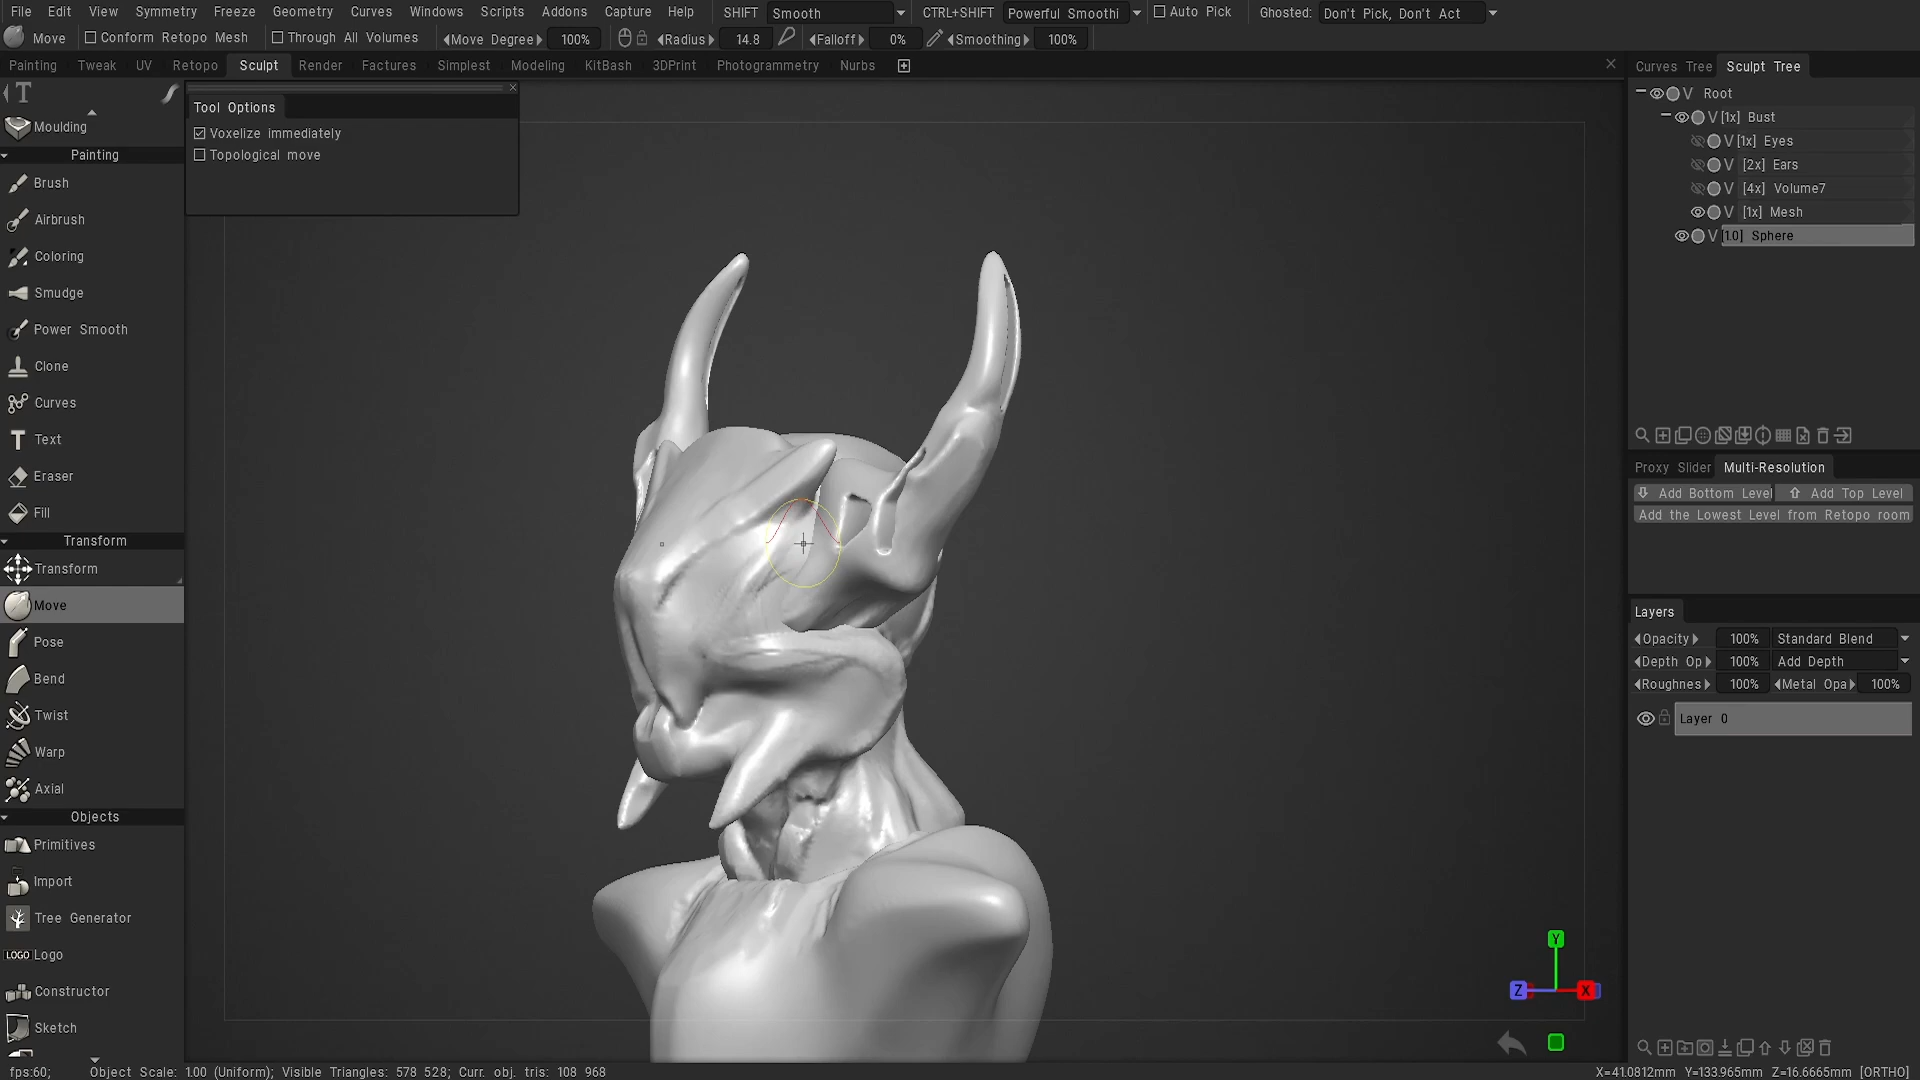 File Edit View Symmetry Freeze Geometry Curves Windows Scripts Addons Capture Help SHIFT Smooth CTRL+SHIFT Powerful Smoothi Auto Pick Ghosted: Don't Pick, Don't Act
Move Conform Retopo Mesh Through All Volumes Move Degree 100% Radius 14.8 Falloff 0% Smoothing 100%
Painting Tweak UV Retopo Sculpt Render Factures Simplest Modeling KitBash 3DPrint Photogrammetry Nurbs
T
Moulding
Painting
Brush
Airbrush
Coloring
Smudge
Power Smooth
Clone
Curves
Text
Eraser
Fill
Transform
Transform
Move
Pose
Bend
Twist
Warp
Axial
Objects
Primitives
Import
Tree Generator
LOGO Logo
Constructor
Sketch
Tool Options
Voxelize immediately
Topological move
Y
Z
X
Curves Tree Sculpt Tree
V Root
V [1x] Bust
V [1x] Eyes
V [2x] Ears
V [4x] Volume7
V [1x] Mesh
V [1.0] Sphere
Proxy Slider Multi-Resolution
Add Bottom Level Add Top Level
Add the Lowest Level from Retopo room
Layers
Opacity 100% Standard Blend
Depth Op 100% Add Depth
Roughnes 100% Metal Opa 100%
Layer 0
fps:60; Object Scale: 1.00 (Uniform); Visible Triangles: 578 528; Curr. obj. tris: 108 968
X=41.0812mm Y=133.965mm Z=16.6665mm [ORTHO]